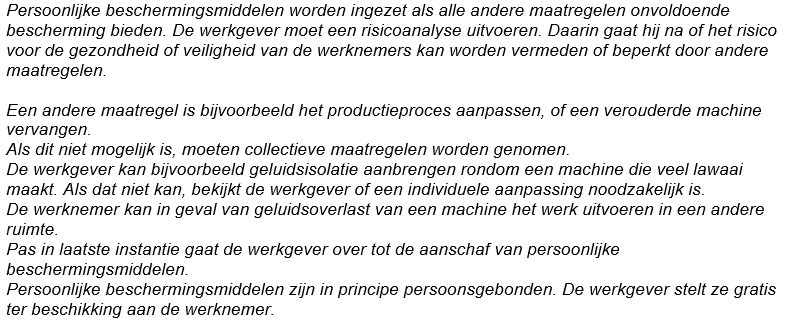 Persoonlijke beschermingsmiddelen worden ingezet als alle andere maatregelen onvoldoende
bescherming bieden. De werkgever moet een risicoanalyse uitvoeren. Daarin gaat hij na of het risico
voor de gezondheid of veiligheid van de werknemers kan worden vermeden of beperkt door andere
maatregelen.

Een andere maatregel is bijvoorbeeld het productieproces aanpassen, of een verouderde machine
vervangen.
Als dit niet mogelijk is, moeten collectieve maatregelen worden genomen.
De werkgever kan bijvoorbeeld geluidsisolatie aanbrengen rondom een machine die veel lawaai
maakt. Als dat niet kan, bekijkt de werkgever of een individuele aanpassing noodzakelijk is.
De werknemer kan in geval van geluidsoverlast van een machine het werk uitvoeren in een andere
ruimte.
Pas in laatste instantie gaat de werkgever over tot de aanschaf van persoonlijke
beschermingsmiddelen.
Persoonlijke beschermingsmiddelen zijn in principe persoonsgebonden. De werkgever stelt ze gratis
ter beschikking aan de werknemer.